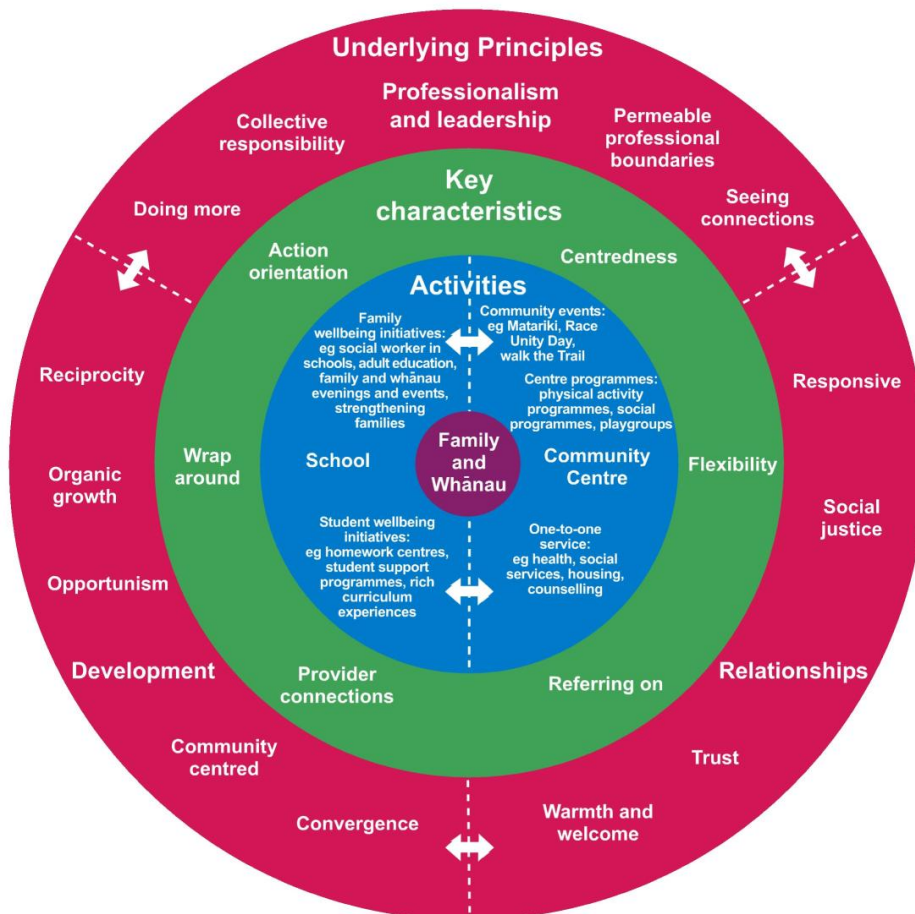 Underlying Principles
Professionalism
and leadership
Collective
responsibility
Permeable
professional
boundaries
Doing more
Seeing
connections
Reciprocity
Organic
growth
Opportunism
Development
Community
centred
Convergence
Responsive
Social
justice
Relationships
Trust
Warmth and
welcome
Key
characteristics
Action
orientation
Centredness
Wrap
around
Flexibility
Provider
connections
Referring on
Activities
Family
wellbeing initiatives:
eg social worker in
schools, adult education,
family and whānau
evenings and events,
strengthening
families
Community events:
eg Matariki, Race
Unity Day,
walk the Trail
Centre programmes:
physical activity
programmes, social
programmes, playgroups
School
Family
and
Whānau
Community
Centre
Student wellbeing
initiatives:
eg homework centres,
student support
programmes, rich
curriculum
experiences
One-to-one
service:
eg health, social
services, housing,
counselling